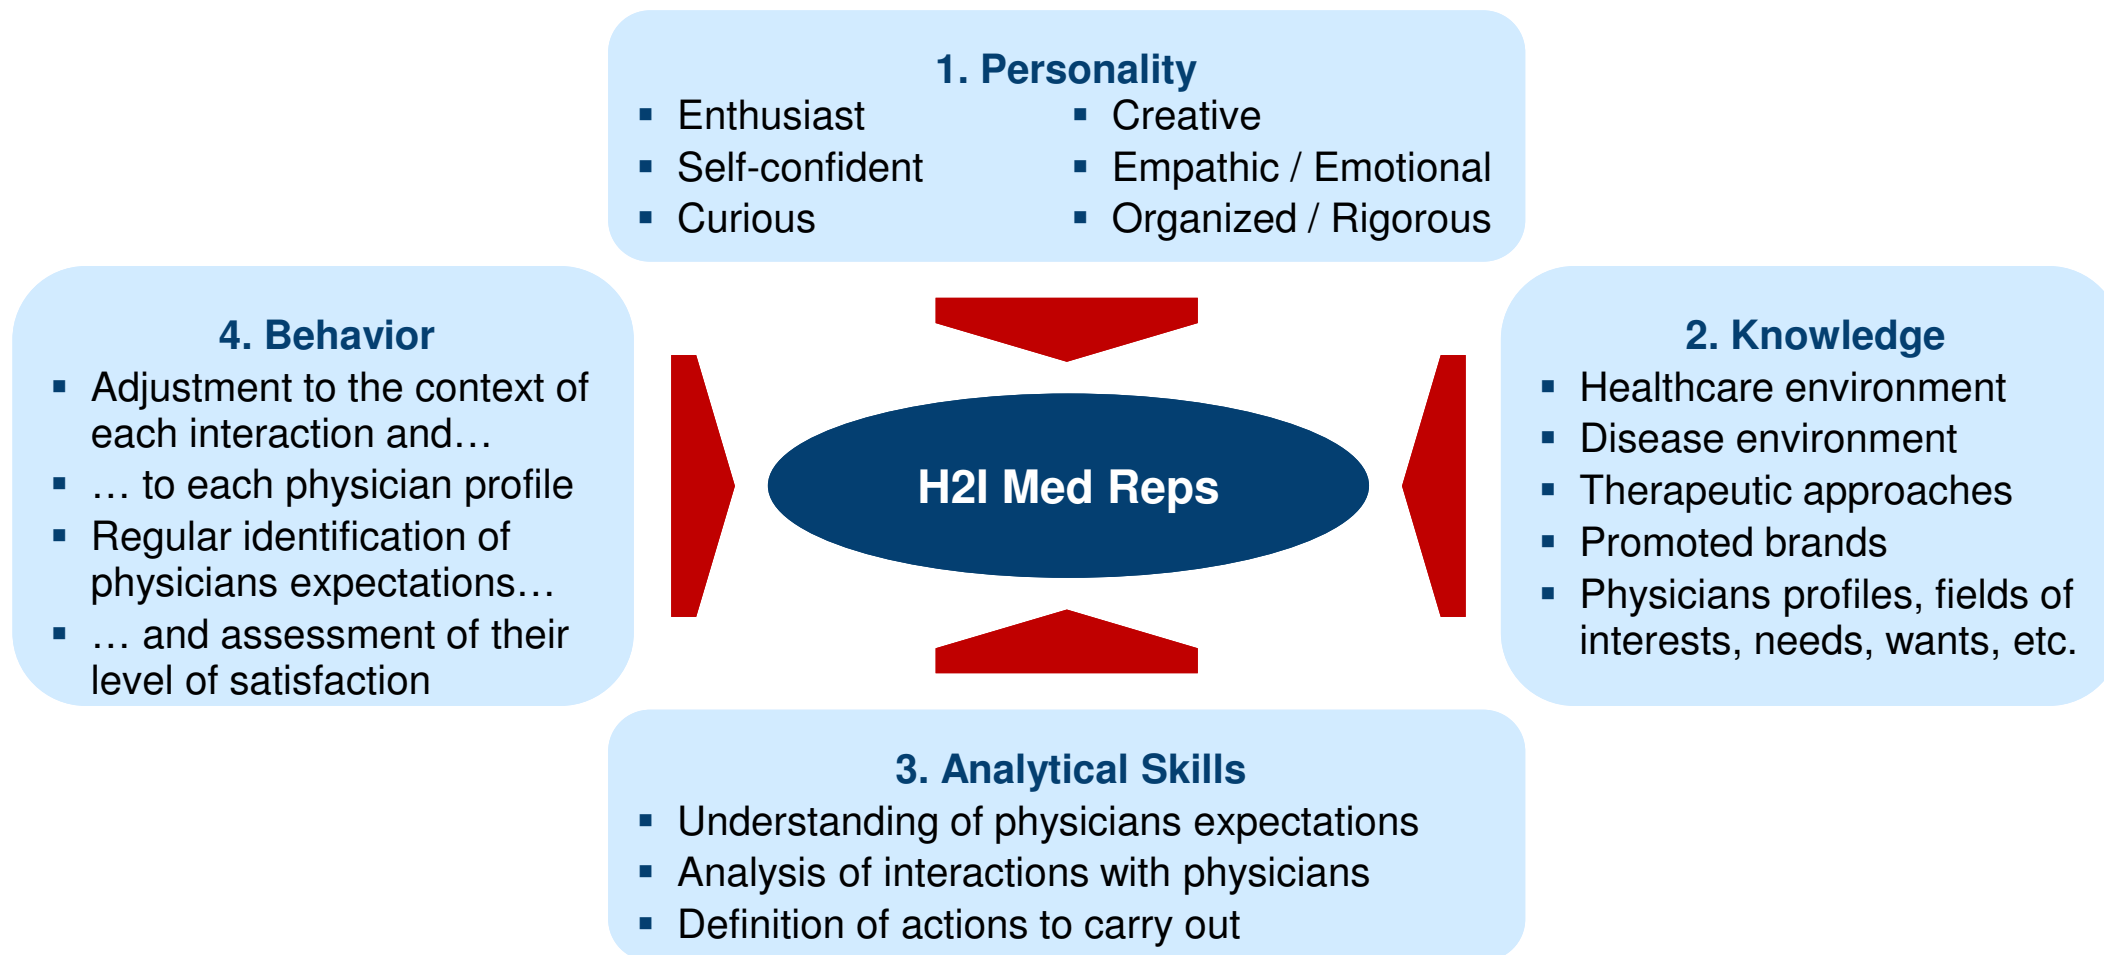 1. Personality
▪ Enthusiast
▪ Self-confident
▪ Curious
▪ Creative
▪ Empathic / Emotional
▪ Organized / Rigorous
4. Behavior
▪ Adjustment to the context of
each interaction and…
▪ … to each physician profile
▪ Regular identification of
physicians expectations…
▪ … and assessment of their
level of satisfaction
H2I Med Reps
2. Knowledge
▪ Healthcare environment
▪ Disease environment
▪ Therapeutic approaches
▪ Promoted brands
▪ Physicians profiles, fields of
interests, needs, wants, etc.
3. Analytical Skills
▪ Understanding of physicians expectations
▪ Analysis of interactions with physicians
▪ Definition of actions to carry out